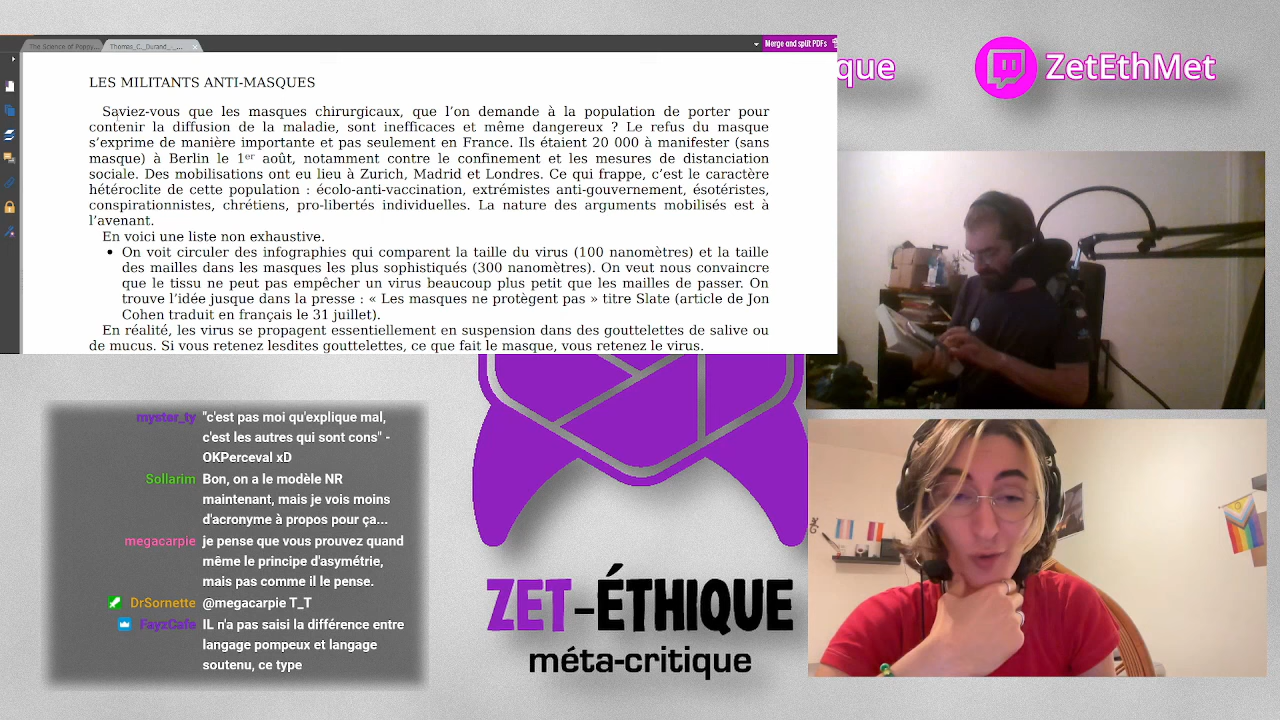 The Science of Poppy...
Thomas_C._Durand_-_...
Merge and split PDFs
LES MILITANTS ANTI-MASQUES
Saviez-vous que les masques chirurgicaux, que l’on demande à la population de porter pour
contenir la diffusion de la maladie, sont inefficaces et même dangereux ? Le refus du masque
s’exprime de manière importante et pas seulement en France. Ils étaient 20 000 à manifester (sans
masque) à Berlin le 1er août, notamment contre le confinement et les mesures de distanciation
sociale. Des mobilisations ont eu lieu à Zurich, Madrid et Londres. Ce qui frappe, c’est le caractère
hétéroclite de cette population : écolo-anti-vaccination, extrémistes anti-gouvernement, ésotéristes,
conspirationnistes, chrétiens, pro-libertés individuelles. La nature des arguments mobilisés est à
l’avenant.
En voici une liste non exhaustive.
• On voit circuler des infographies qui comparent la taille du virus (100 nanomètres) et la taille
des mailles dans les masques les plus sophistiqués (300 nanomètres). On veut nous convaincre
que le tissu ne peut pas empêcher un virus beaucoup plus petit que les mailles de passer. On
trouve l’idée jusque dans la presse : « Les masques ne protègent pas » titre Slate (article de Jon
Cohen traduit en français le 31 juillet).
En réalité, les virus se propagent essentiellement en suspension dans des gouttelettes de salive ou
de mucus. Si vous retenez lesdites gouttelettes, ce que fait le masque, vous retenez le virus.
que
ZetEthMet
myster_fy "c'est pas moi qu'explique mal,
c'est les autres qui sont cons" -
OKPerceval xD
Sollarim Bon, on a le modèle NR
maintenant, mais je vois moins
d'acronyme à propos pour ça...
megacarpie je pense que vous prouvez quand
même le principe d'asymétrie,
mais pas comme il le pense.
DrSornette @megacarpie T_T
FayzCafe IL n'a pas saisi la différence entre
langage pompeux et langage
soutenu, ce type
ZET-ÉTHIQUE
méta-critique